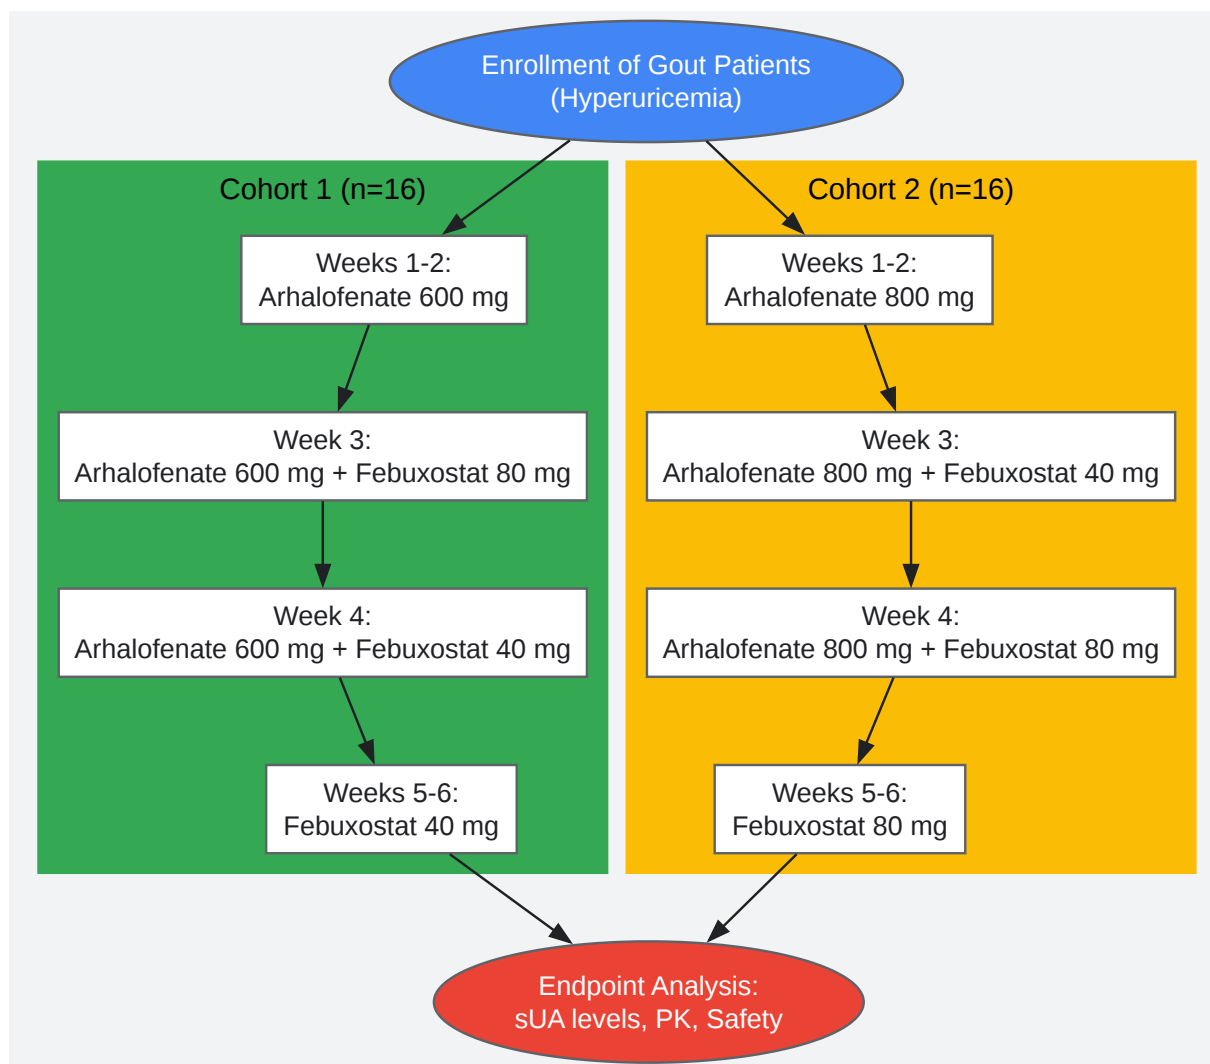 Enrollment of Gout Patients
(Hyperuricemia)
Cohort 1 (n=16)
Weeks 1-2:
Arhalofenate 600 mg
Week 3:
Arhalofenate 600 mg + Febuxostat 80 mg
Week 4:
Arhalofenate 600 mg + Febuxostat 40 mg
Weeks 5-6:
Febuxostat 40 mg
Cohort 2 (n=16)
Weeks 1-2:
Arhalofenate 800 mg
Week 3:
Arhalofenate 800 mg + Febuxostat 40 mg
Week 4:
Arhalofenate 800 mg + Febuxostat 80 mg
Weeks 5-6:
Febuxostat 80 mg
Endpoint Analysis:
sUA levels, PK, Safety